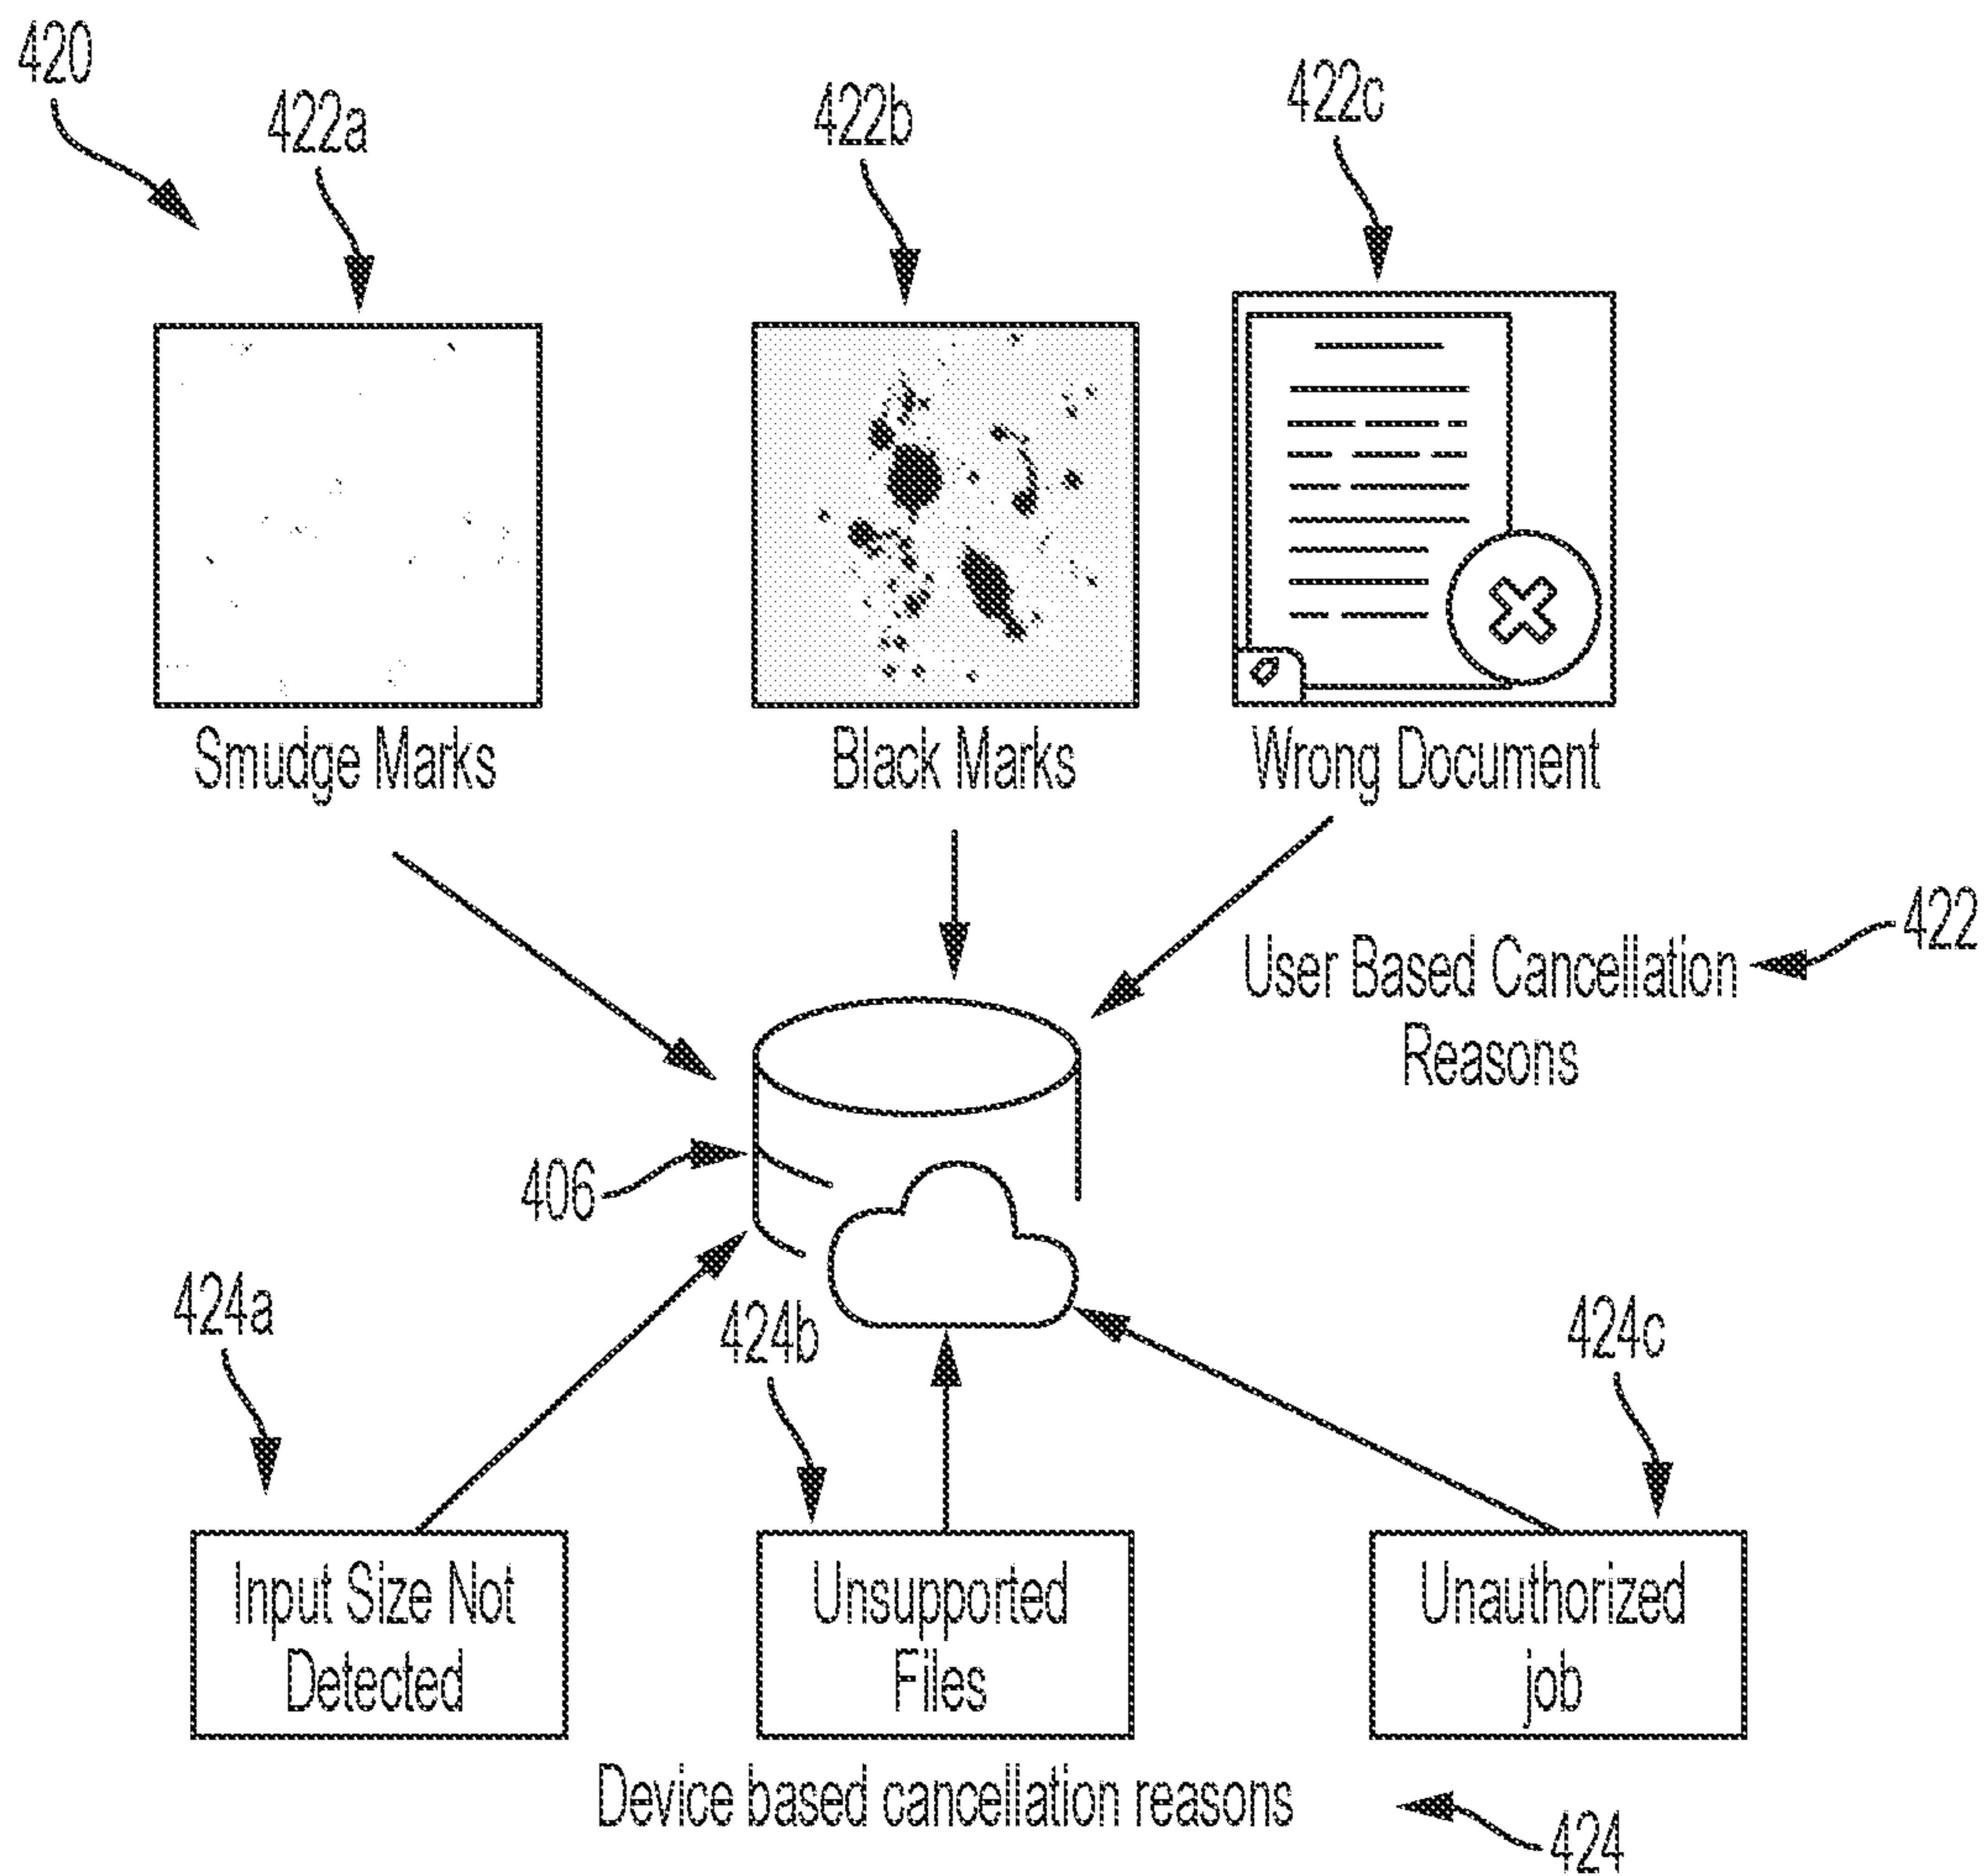 420
422a
422b
422c
Smudge Marks
Black Marks
Wrong Document
422
User Based Cancellation
Reasons
406
424a
424b
424c
Input Size Not
Detected
Unsupported
Files
Unauthorized
job
Device based cancellation reasons
424